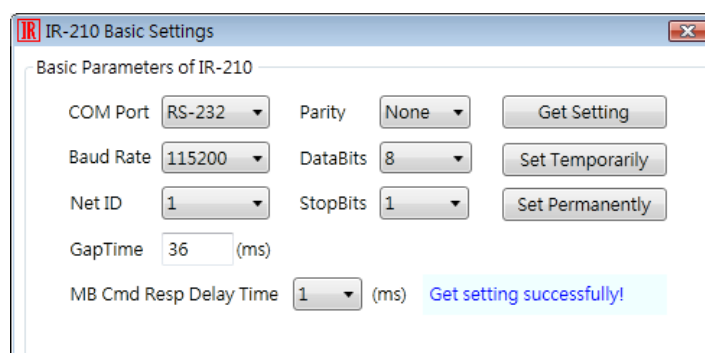 IR IR-210 Basic Settings
Basic Parameters of IR-210
COM Port RS-232 Parity None Get Setting
Baud Rate 115200 DataBits 8 Set Temporarily
Net ID 1 StopBits 1 Set Permanently
GapTime 36 (ms)
MB Cmd Resp Delay Time 1 (ms) Get setting successfully!